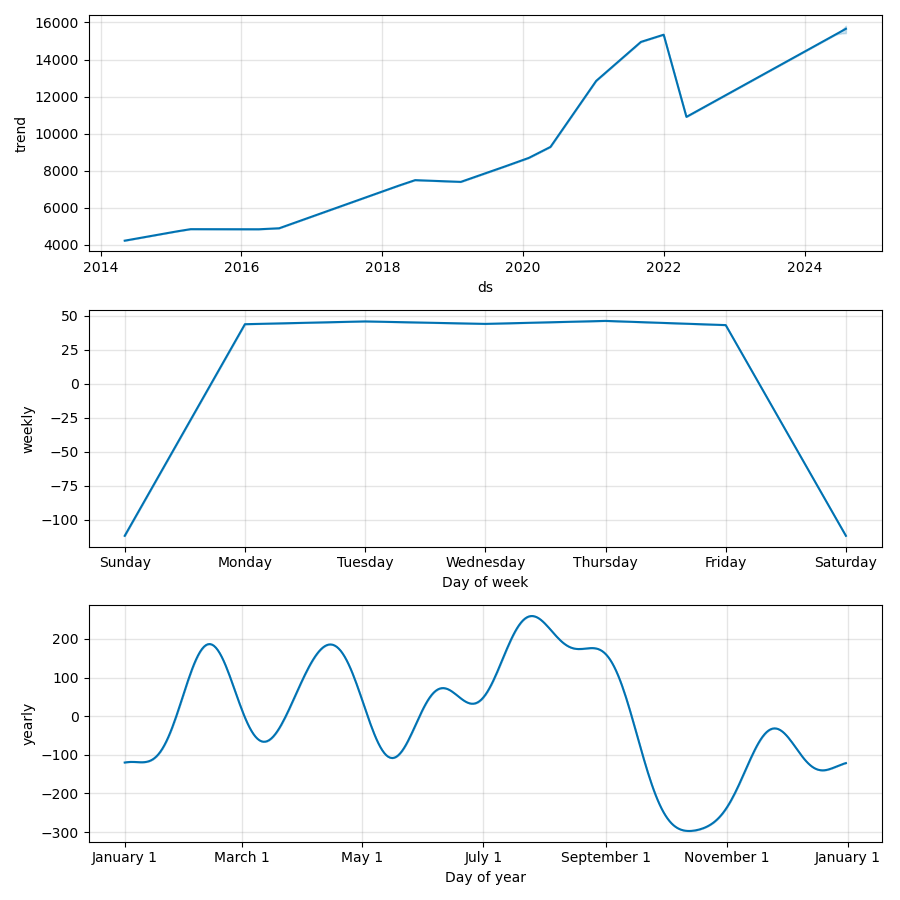 16000
14000
12000
10000
8000
6000
4000
trend
2014 2016 2018 2020 2022 2024
ds
50
25
0
−25
−50
−75
−100
weekly
Sunday Monday Tuesday Wednesday Thursday Friday Saturday
Day of week
200
100
0
−100
−200
−300
yearly
January 1 March 1 May 1 July 1 September 1 November 1 January 1
Day of year